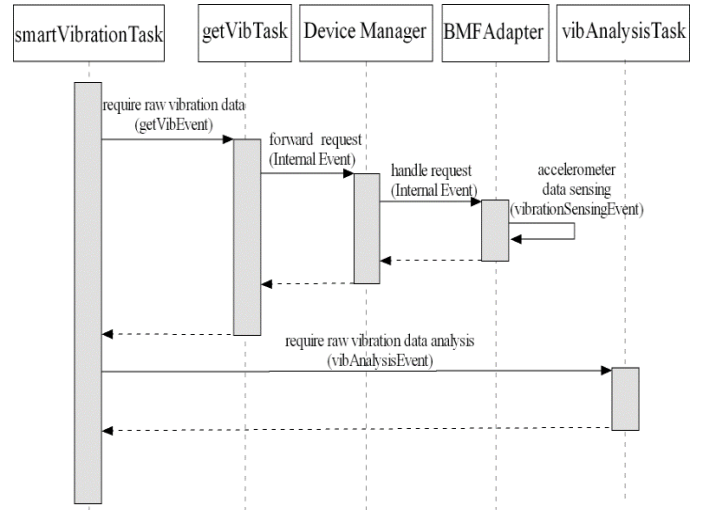 smartVibrationTask
getVibTask
Device Manager
BMFAdapter
vibAnalysisTask
require raw vibration data
(getVibEvent)
forward request
(Internal Event)
handle request
(Internal Event)
accelerometer
data sensing
(vibrationSensingEvent)
require raw vibration data analysis
(vibAnalysisEvent)